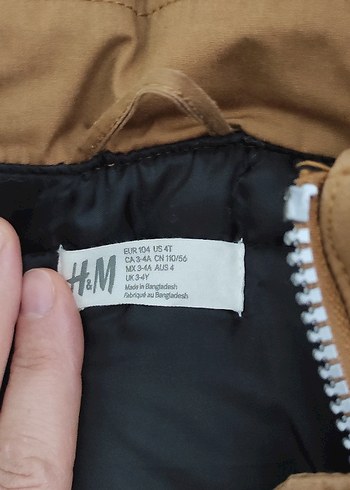 H&M
EUR 104 US 4T
CA 3-4A CN 110/56
MX 3-4A AUS 4
UK 3-4Y
Made in Bangladesh
Fabriqué au Bangladesh